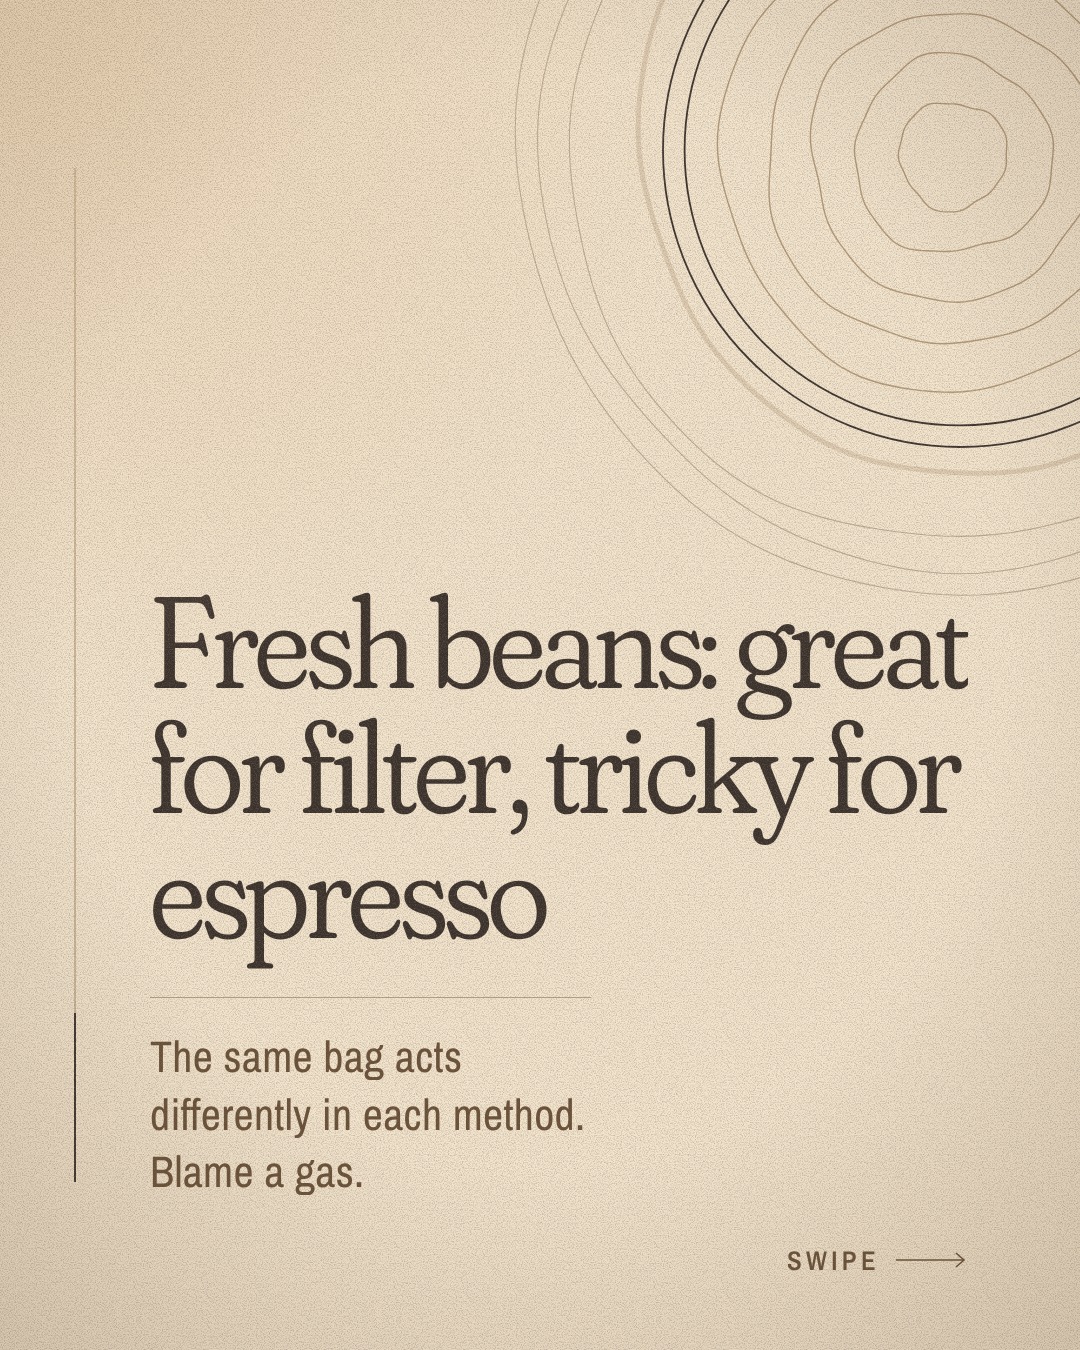 Fresh beans: great
for filter, tricky for
espresso
The same bag acts
differently in each method.
Blame a gas.
SWIPE